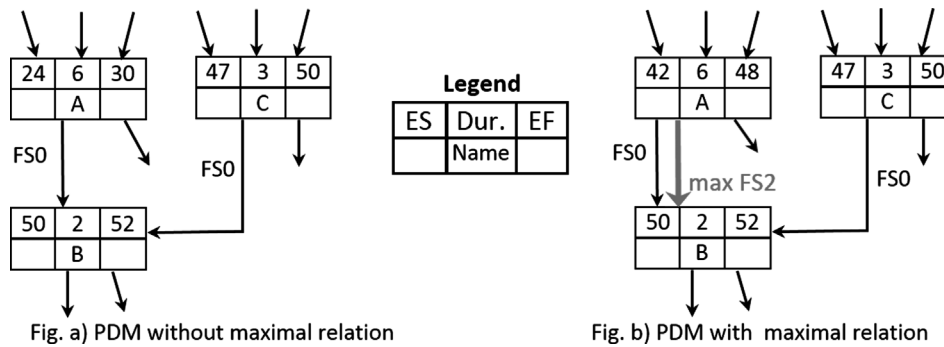 24 6 30
A
47 3 50
C
FS0
FS0
50 2 52
B
Fig. a) PDM without maximal relation
Legend
ES Dur. EF
Name
42 6 48
A
47 3 50
C
FS0
max FS2
FS0
50 2 52
B
Fig. b) PDM with maximal relation